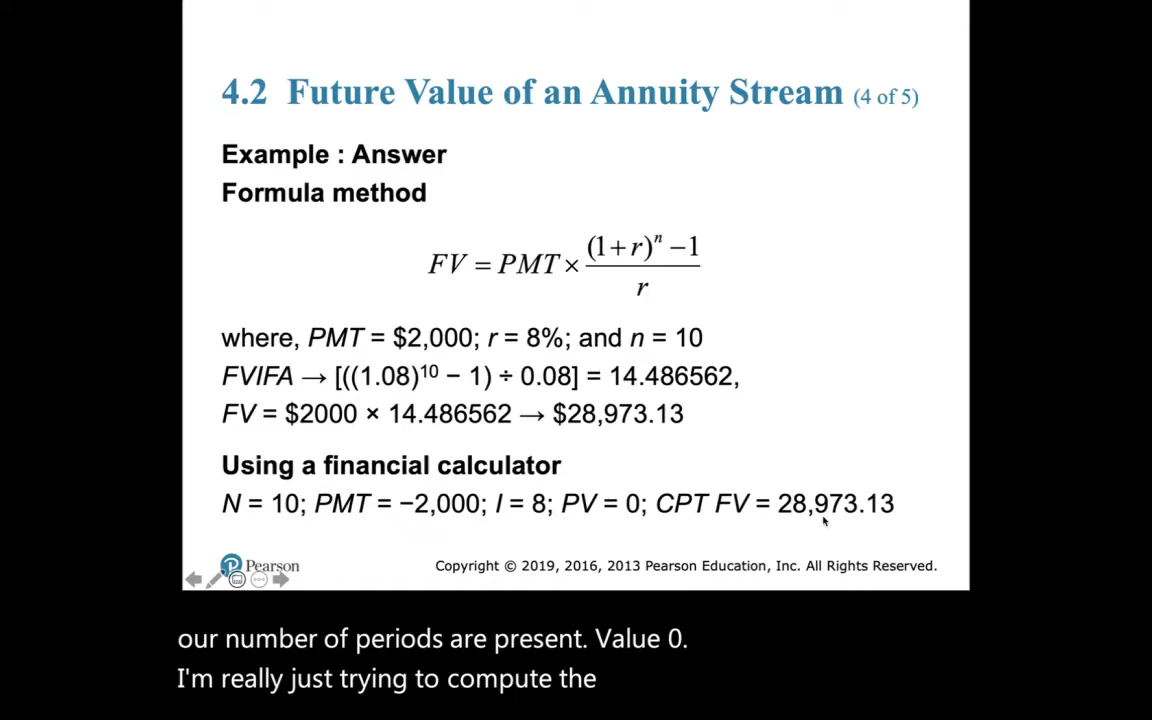 4.2 Future Value of an Annuity Stream (4 of 5)
Example : Answer
Formula method
FV = PMT × ((1 + r)ⁿ − 1) / r
where, PMT = $2,000; r = 8%; and n = 10
FVIFA → [((1.08)¹⁰ − 1) ÷ 0.08] = 14.486562,
FV = $2000 × 14.486562 → $28,973.13
Using a financial calculator
N = 10; PMT = −2,000; I = 8; PV = 0; CPT FV = 28,973.13
Pearson
Copyright © 2019, 2016, 2013 Pearson Education, Inc. All Rights Reserved.
our number of periods are present. Value 0.
I'm really just trying to compute the